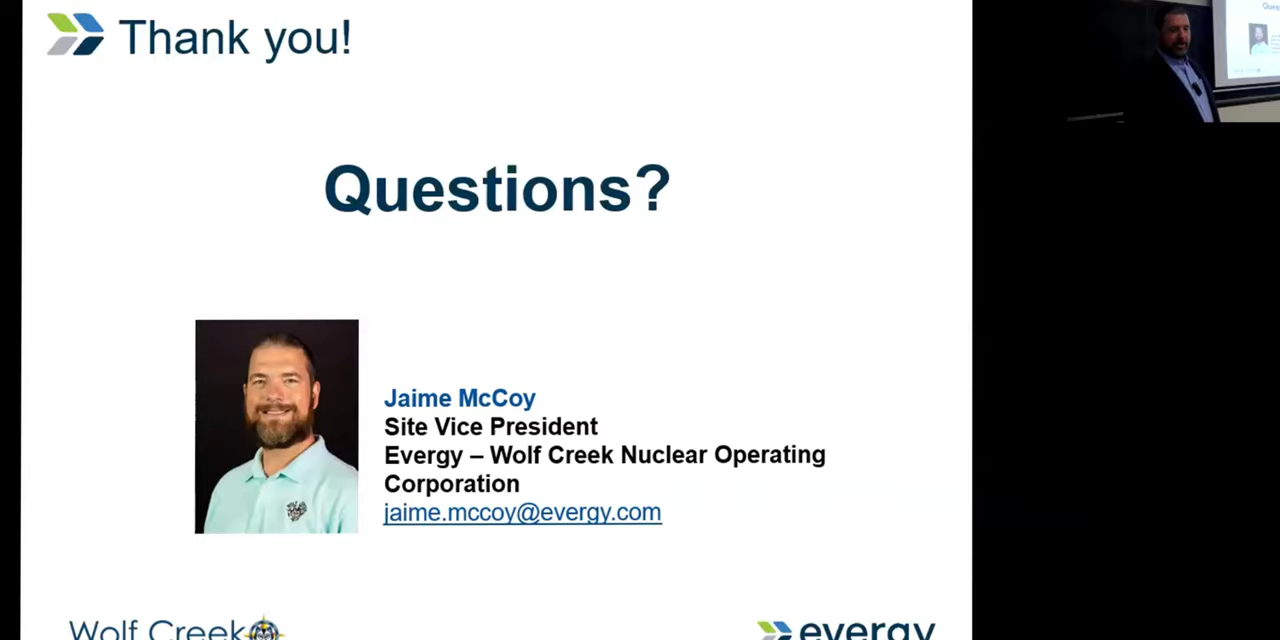 Thank you!
Questions?
Jaime McCoy
Site Vice President
Evergy – Wolf Creek Nuclear Operating
Corporation
jaime.mccoy@evergy.com
Wolf Creek
evergy
Ques